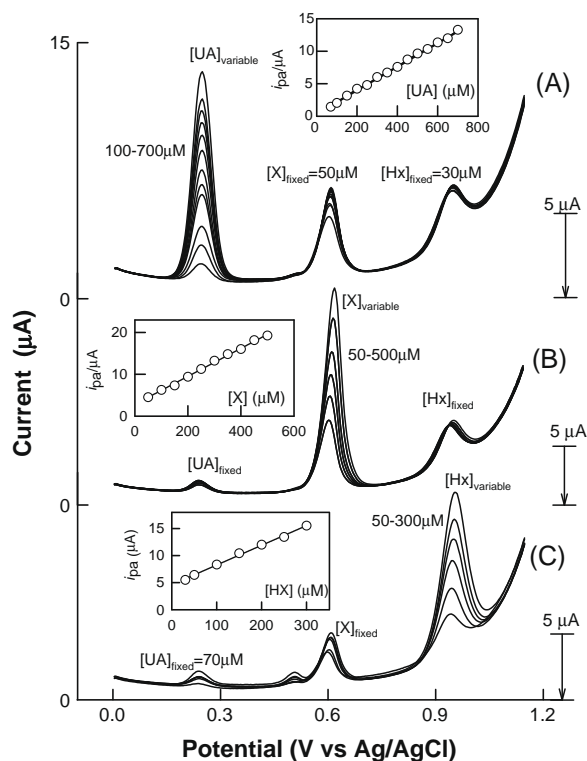 15
[UA]variable
100-700µM
[X]fixed=50µM
[Hx]fixed=30µM
(A)
5 µA
0
15
10
5
0
ipa/µA
[UA] (µM)
0 200 400 600 800
[X]variable
50-500µM
[Hx]fixed
[UA]fixed
(B)
5 µA
0
20
10
0
ipa/µA
[X] (µM)
0 200 400 600
[Hx]variable
50-300µM
(C)
[X]fixed
[UA]fixed=70µM
5 µA
0
15
10
5
0
ipa (µA)
[HX] (µM)
0 100 200 300
Current (µA)
0.0 0.3 0.6 0.9 1.2
Potential (V vs Ag/AgCl)